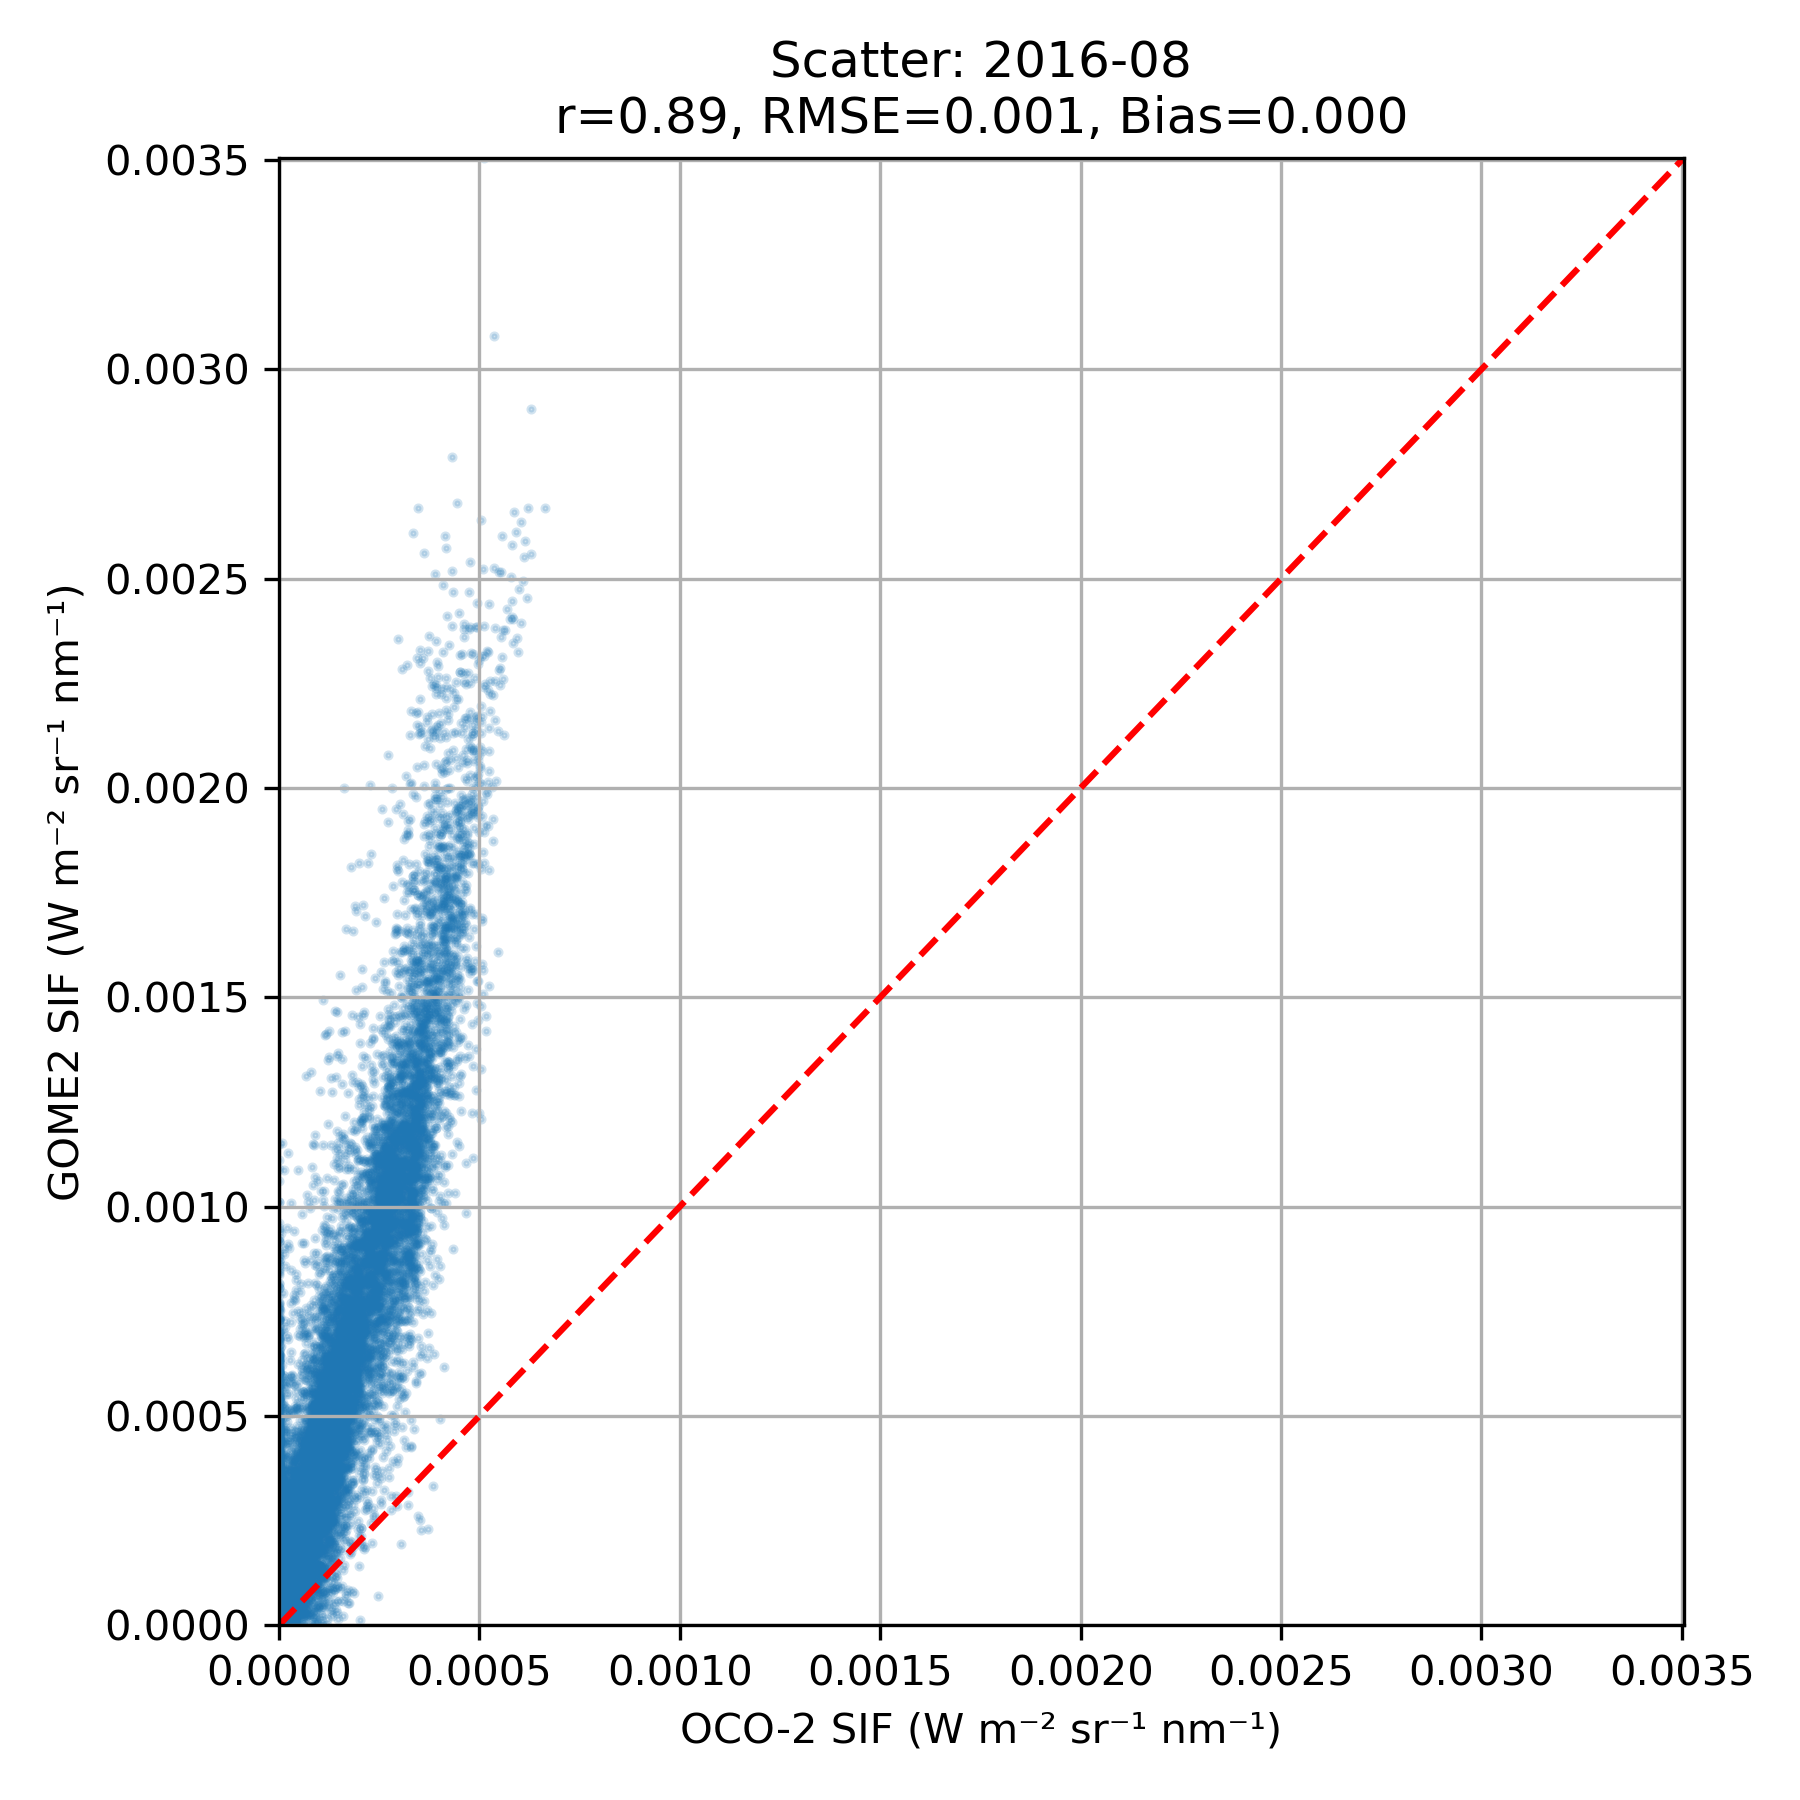 Scatter: 2016-08
r=0.89, RMSE=0.001, Bias=0.000
0.0035
0.0030
0.0025
0.0020
0.0015
0.0010
0.0005
0.0000
GOME2 SIF (W m⁻² sr⁻¹ nm⁻¹)
0.0000 0.0005 0.0010 0.0015 0.0020 0.0025 0.0030 0.0035
OCO-2 SIF (W m⁻² sr⁻¹ nm⁻¹)